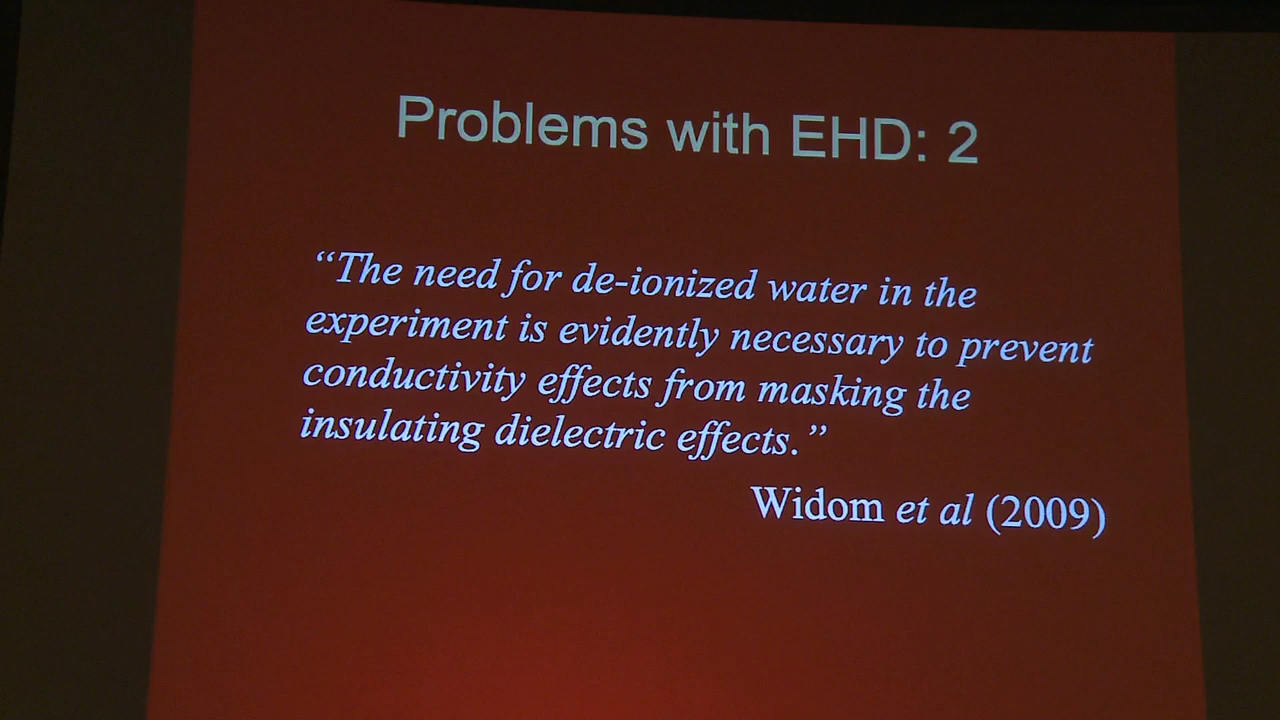 Problems with EHD: 2
“The need for de-ionized water in the
experiment is evidently necessary to prevent
conductivity effects from masking the
insulating dielectric effects.”
Widom et al (2009)